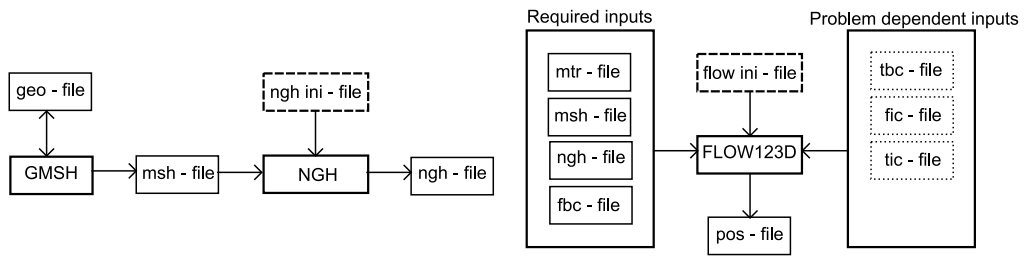 geo - file
GMSH
msh - file
ngh ini - file
NGH
ngh - file
Required inputs
mtr - file
msh - file
ngh - file
fbc - file
flow ini - file
FLOW123D
pos - file
Problem dependent inputs
tbc - file
fic - file
tic - file